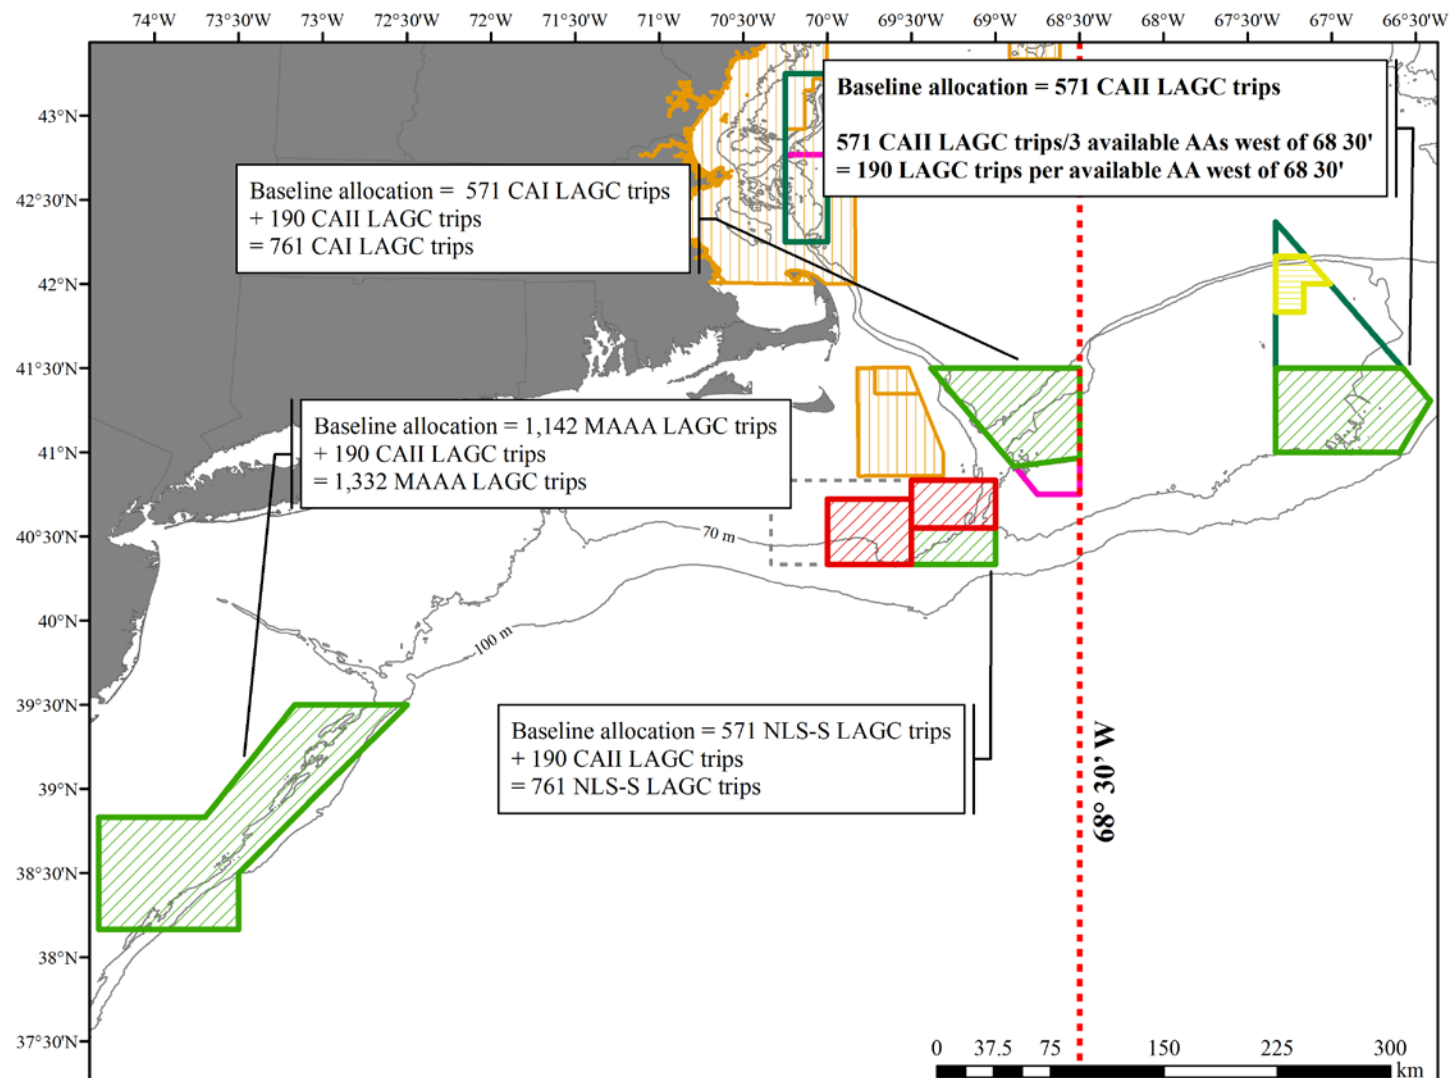 74°W
73°30'W
73°W
72°30'W
72°W
71°30'W
71°W
70°30'W
70°W
69°30'W
69°W
68°30'W
68°W
67°30'W
67°W
66°30'W
43°N
42°30'N
42°N
41°30'N
41°N
40°30'N
40°N
39°30'N
39°N
38°30'N
38°N
37°30'N
Baseline allocation = 571 CAII LAGC trips
571 CAII LAGC trips/3 available AAs west of 68 30'
= 190 LAGC trips per available AA west of 68 30'
Baseline allocation = 571 CAI LAGC trips
+ 190 CAII LAGC trips
= 761 CAI LAGC trips
Baseline allocation = 1,142 MAAA LAGC trips
+ 190 CAII LAGC trips
= 1,332 MAAA LAGC trips
70 m
100 m
Baseline allocation = 571 NLS-S LAGC trips
+ 190 CAII LAGC trips
= 761 NLS-S LAGC trips
68° 30’ W
0 37.5 75 150 225 300
km